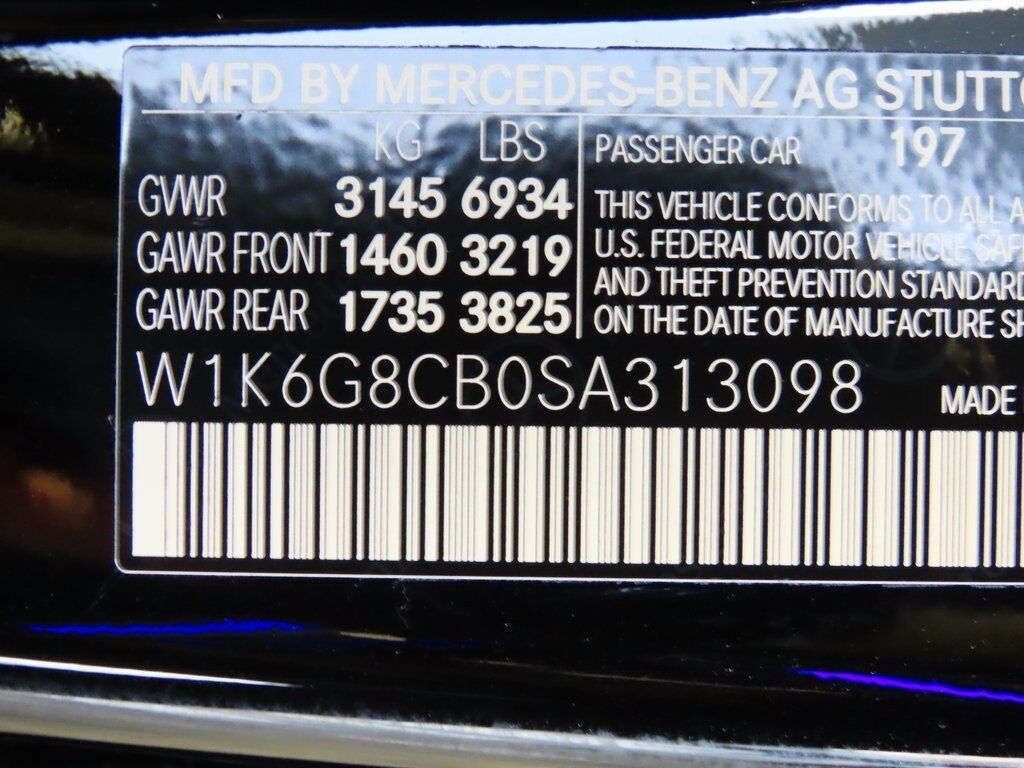 MFD BY MERCEDES-BENZ AG
KG LBS
GVWR 3145 6934
GAWR FRONT 1460 3219
GAWR REAR 1735 3825
PASSENGER CAR 197
THIS VEHICLE CONFORMS TO ALL
U.S. FEDERAL MOTOR VEHICLE
AND THEFT PREVENTION
ON THE DATE OF MANUFACTURE
W1K6G8CB0SA313098
MADE